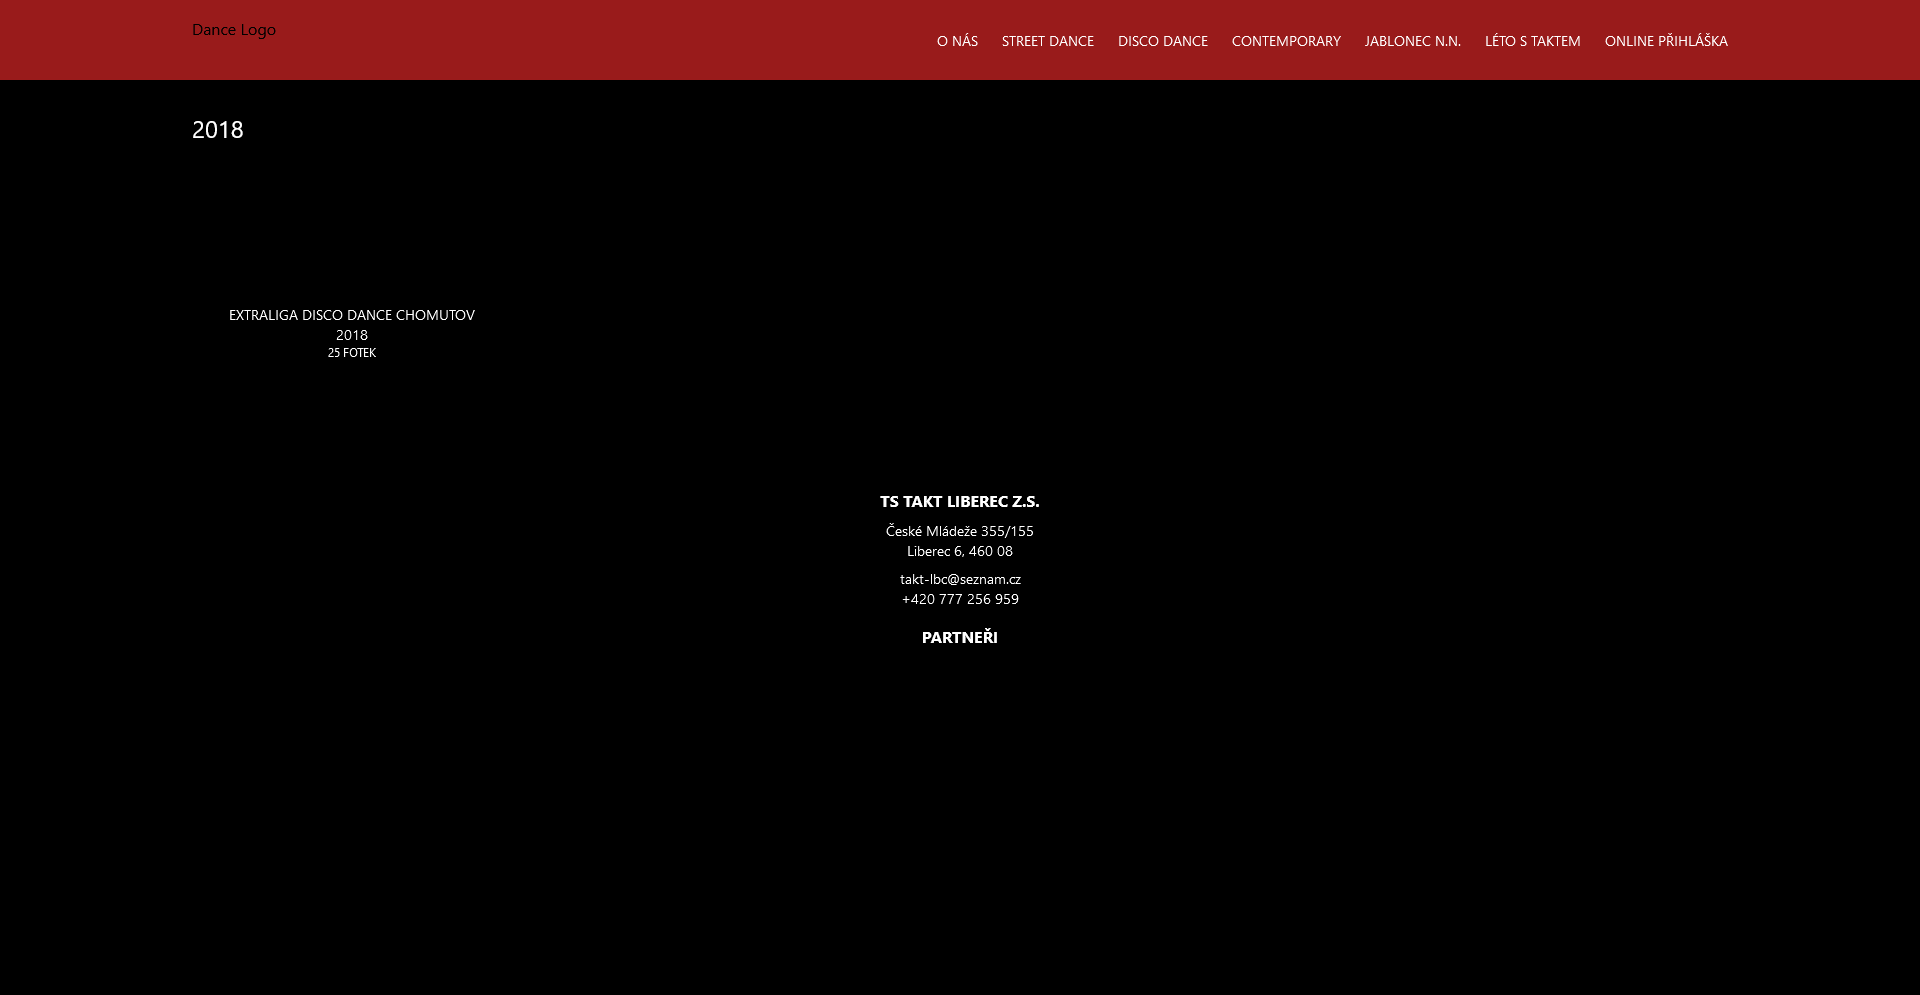 Dance Logo
O NÁS STREET DANCE DISCO DANCE CONTEMPORARY JABLONEC N.N. LÉTO S TAKTEM ONLINE PŘIHLÁŠKA
2018
EXTRALIGA DISCO DANCE CHOMUTOV
2018
25 FOTEK
TS TAKT LIBEREC Z.S.
České Mládeže 355/155
Liberec 6, 460 08
takt-lbc@seznam.cz
+420 777 256 959
PARTNEŘI